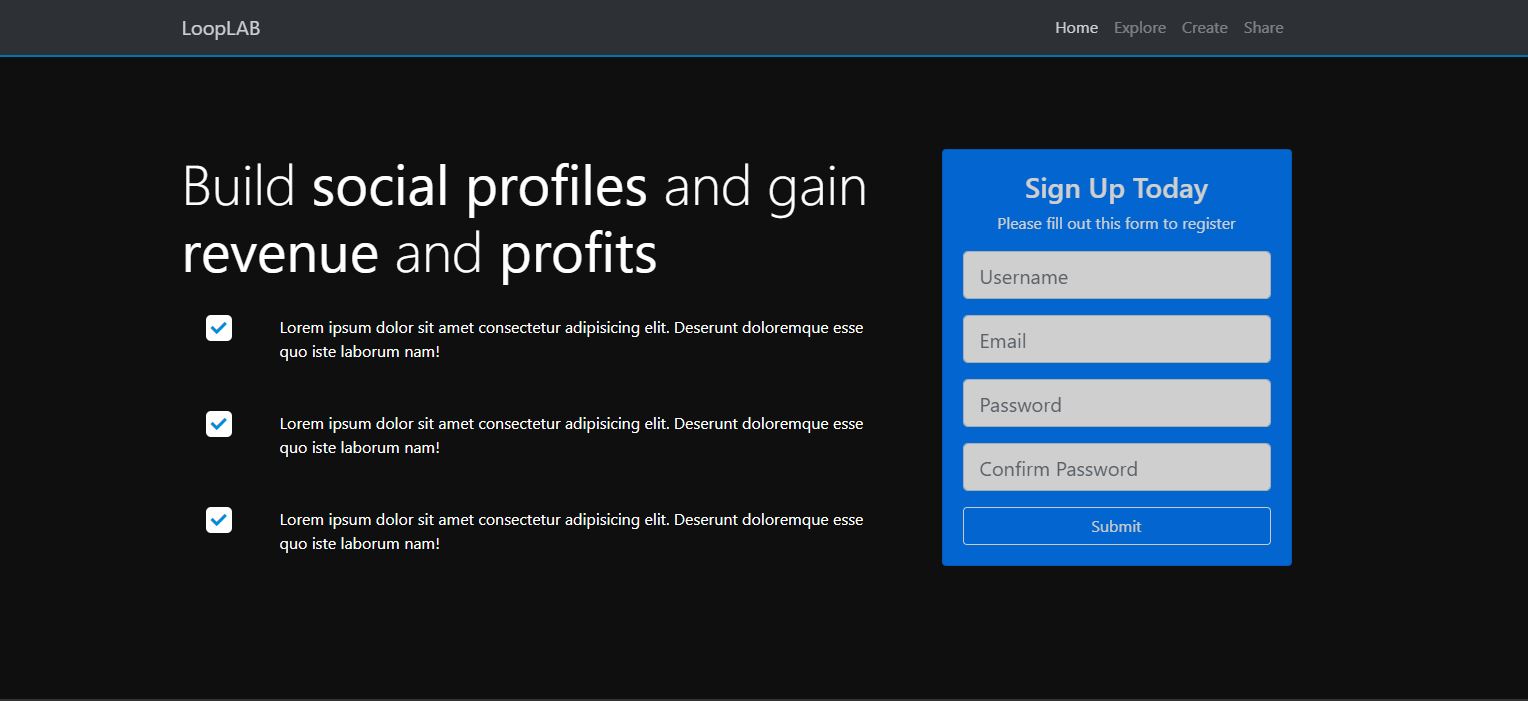 LoopLAB
Home Explore Create Share
Build social profiles and gain
revenue and profits
Lorem ipsum dolor sit amet consectetur adipisicing elit. Deserunt doloremque esse
quo iste laborum nam!
Lorem ipsum dolor sit amet consectetur adipisicing elit. Deserunt doloremque esse
quo iste laborum nam!
Lorem ipsum dolor sit amet consectetur adipisicing elit. Deserunt doloremque esse
quo iste laborum nam!
Sign Up Today
Please fill out this form to register
Username
Email
Password
Confirm Password
Submit